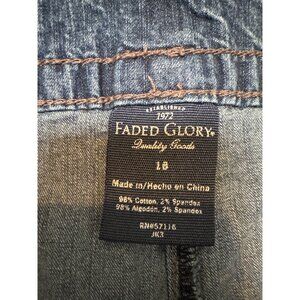 ESTABLISHED
1972
FADED GLORY®
Quality Goods
18
Made in/Hecho en China
98% Cotton, 2% Spandex
98% Algodón, 2% Spandex
RN#57116
JK3